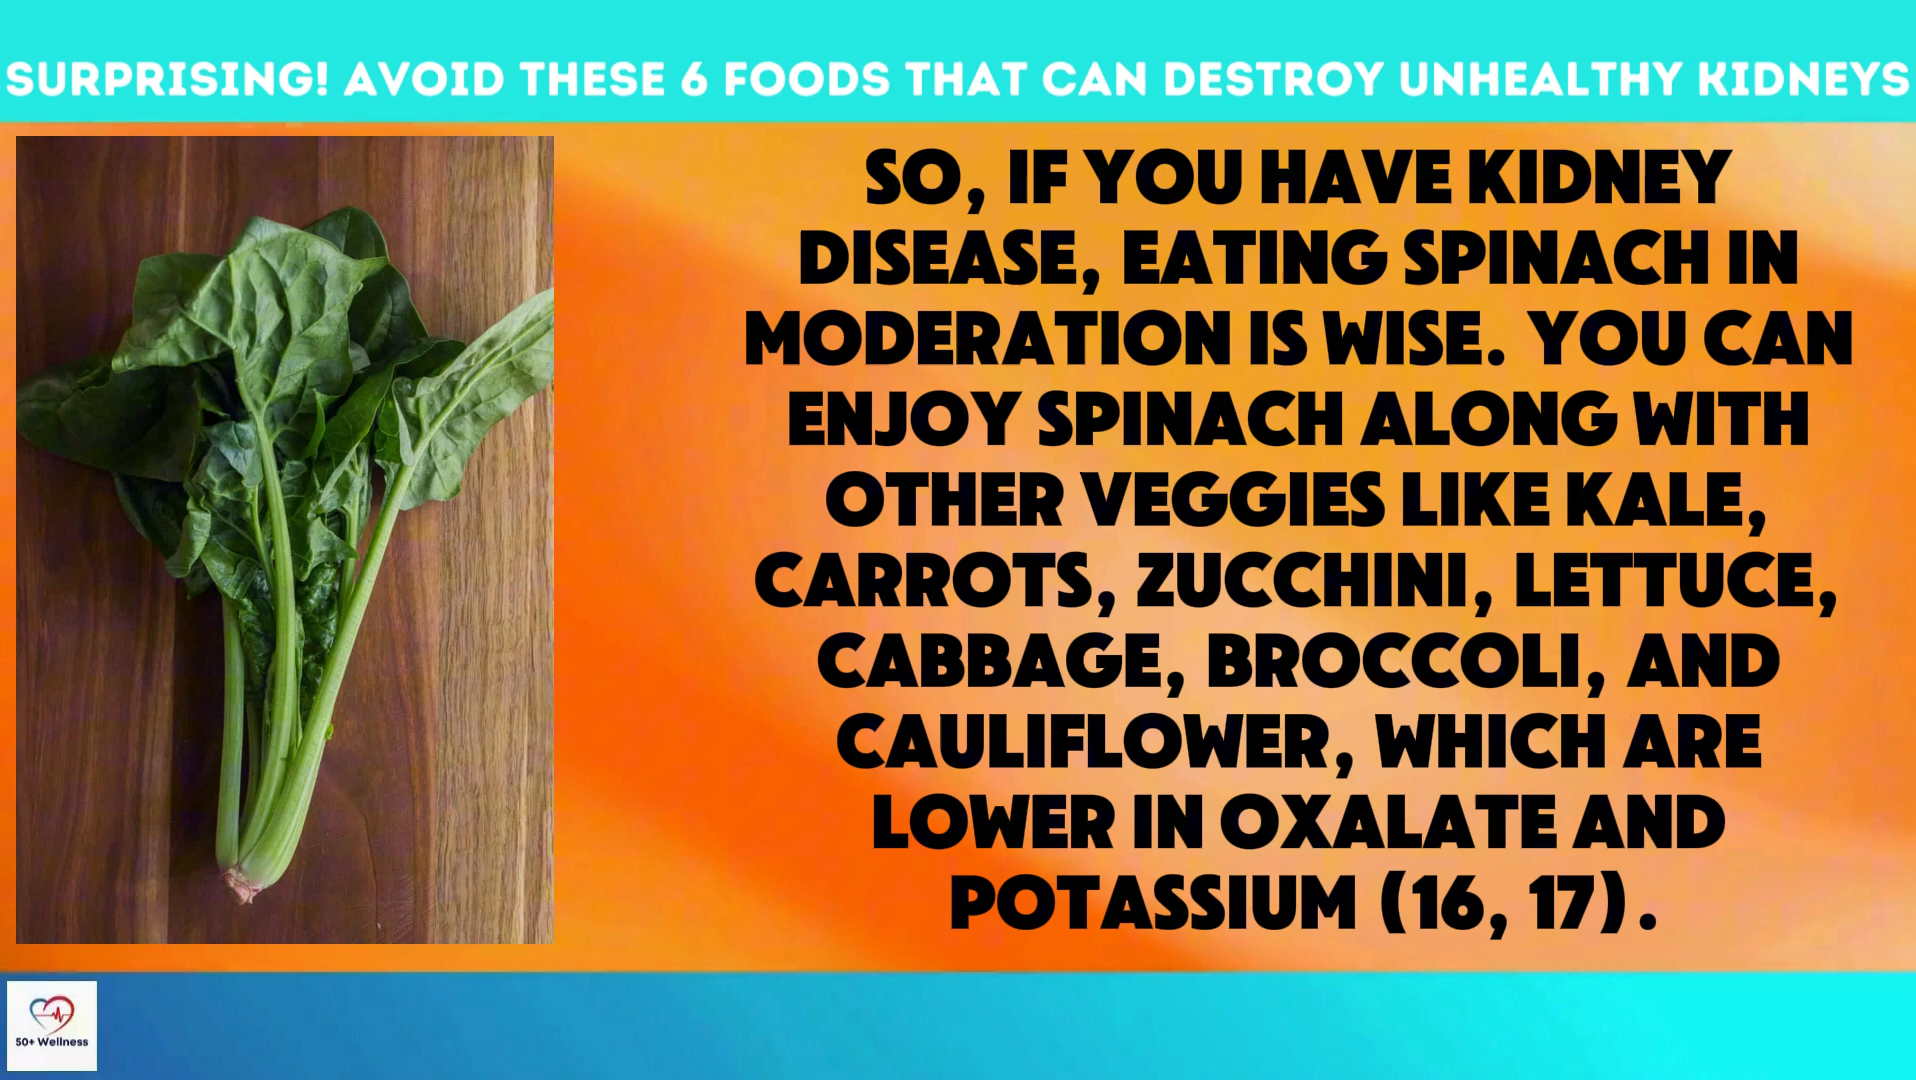 SURPRISING! AVOID THESE 6 FOODS THAT CAN DESTROY UNHEALTHY KIDNEYS
SO, IF YOU HAVE KIDNEY
DISEASE, EATING SPINACH IN
MODERATION IS WISE. YOU CAN
ENJOY SPINACH ALONG WITH
OTHER VEGGIES LIKE KALE,
CARROTS, ZUCCHINI, LETTUCE,
CABBAGE, BROCCOLI, AND
CAULIFLOWER, WHICH ARE
LOWER IN OXALATE AND
POTASSIUM (16, 17).
50+ Wellness